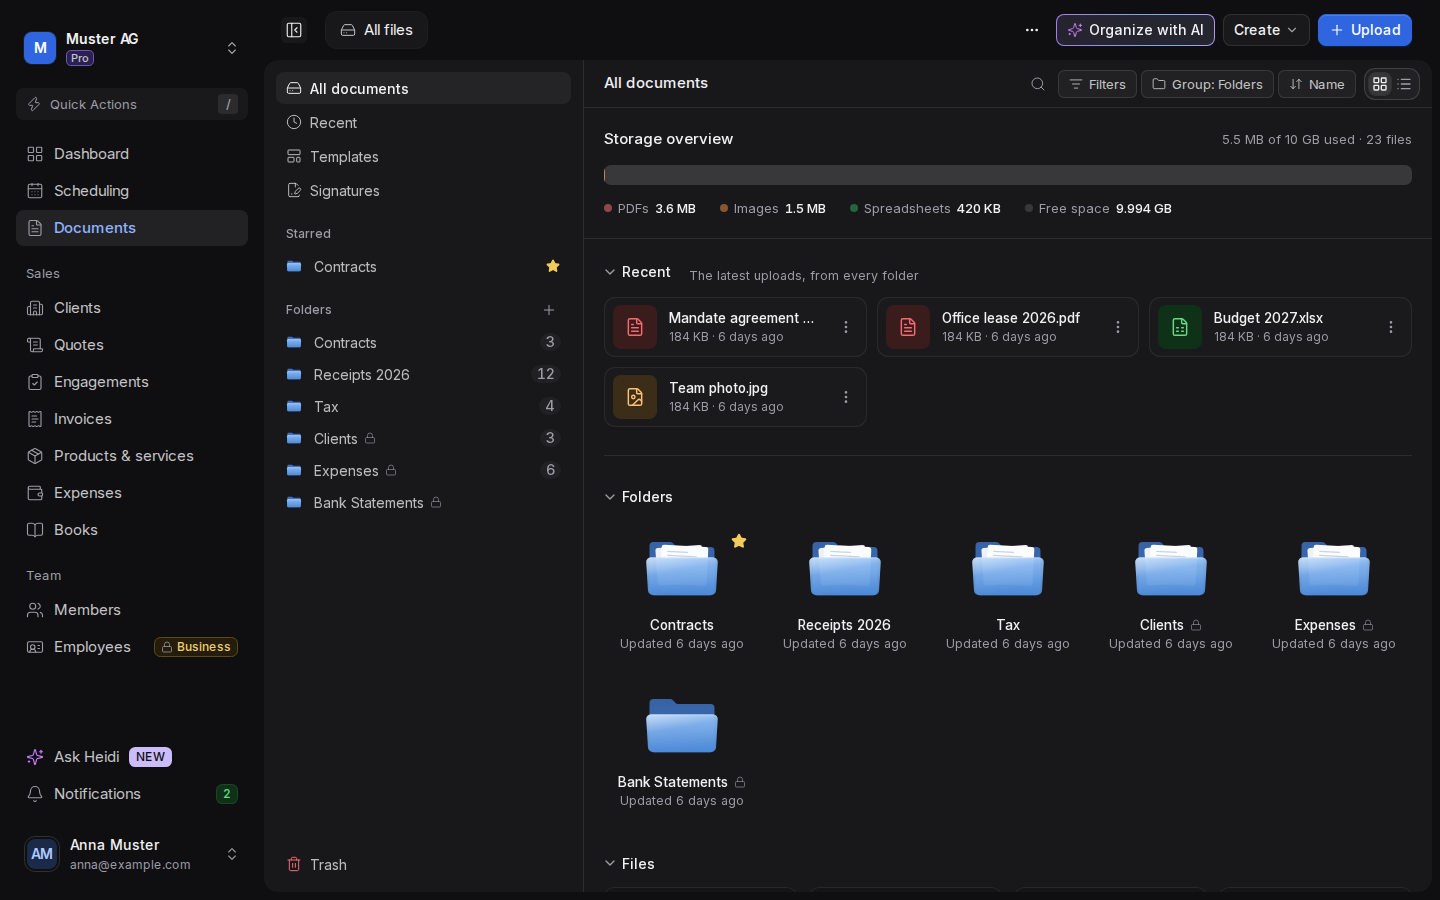 M
Muster AG
Pro
Quick Actions
/
Dashboard
Scheduling
Documents
Sales
Clients
Quotes
Engagements
Invoices
Products & services
Expenses
Books
Team
Members
Employees
Business
Ask Heidi
NEW
Notifications
2
AM
Anna Muster
anna@example.com
All files
Organize with AI
Create
Upload
All documents
Recent
Templates
Signatures
Starred
Contracts
Folders
Contracts 3
Receipts 2026 12
Tax 4
Clients 3
Expenses 6
Bank Statements
Trash
All documents
Filters
Group: Folders
Name
Storage overview
5.5 MB of 10 GB used · 23 files
PDFs 3.6 MB
Images 1.5 MB
Spreadsheets 420 KB
Free space 9.994 GB
Recent
The latest uploads, from every folder
Mandate agreement ...
184 KB · 6 days ago
Office lease 2026.pdf
184 KB · 6 days ago
Budget 2027.xlsx
184 KB · 6 days ago
Team photo.jpg
184 KB · 6 days ago
Folders
Contracts
Updated 6 days ago
Receipts 2026
Updated 6 days ago
Tax
Updated 6 days ago
Clients
Updated 6 days ago
Expenses
Updated 6 days ago
Bank Statements
Updated 6 days ago
Files